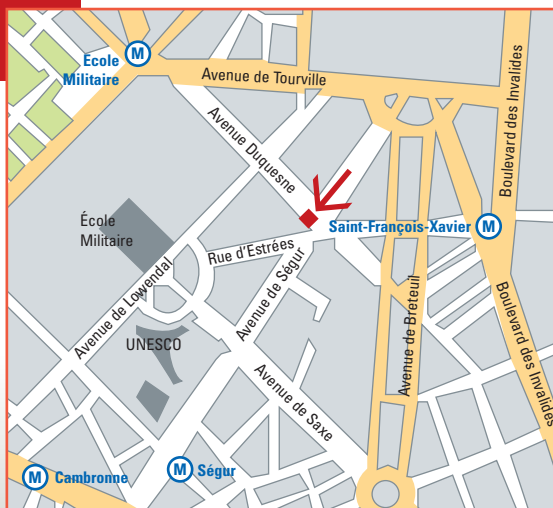 École
Militaire
M
Avenue de Tourville
Boulevard des Invalides
Avenue Duquesne
École
Militaire
Saint-François-Xavier
M
Rue d'Estrées
Avenue de Lowendal
Avenue de Ségur
UNESCO
Avenue de Breteuil
Boulevard des Invalides
Avenue de Saxe
M
Cambronne
M
Ségur